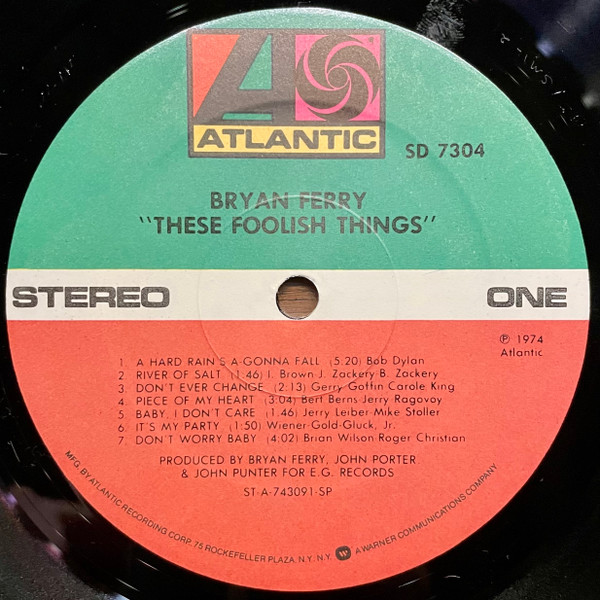 ATLANTIC
SD 7304
BRYAN FERRY
"THESE FOOLISH THINGS"
STEREO
ONE
℗ 1974
Atlantic
1. A HARD RAIN'S A-GONNA FALL (5:20) Bob Dylan
2. RIVER OF SALT (1:46) I. Brown-J. Zackery-B. Zackery
3. DON'T EVER CHANGE (2:13) Gerry Goffin-Carole King
4. PIECE OF MY HEART (3:04) Bert Berns-Jerry Ragovoy
5. BABY, I DON'T CARE (1:46) Jerry Leiber-Mike Stoller
6. IT'S MY PARTY (1:50) Wiener-Gold-Gluck, Jr.
7. DON'T WORRY BABY (4:02) Brian Wilson-Roger Christian
PRODUCED BY BRYAN FERRY, JOHN PORTER
& JOHN PUNTER FOR E.G. RECORDS
ST-A-743091-SP
MFG. BY ATLANTIC RECORDING CORP. 75 ROCKEFELLER PLAZA, N.Y. N.Y. W A WARNER COMMUNICATIONS COMPANY